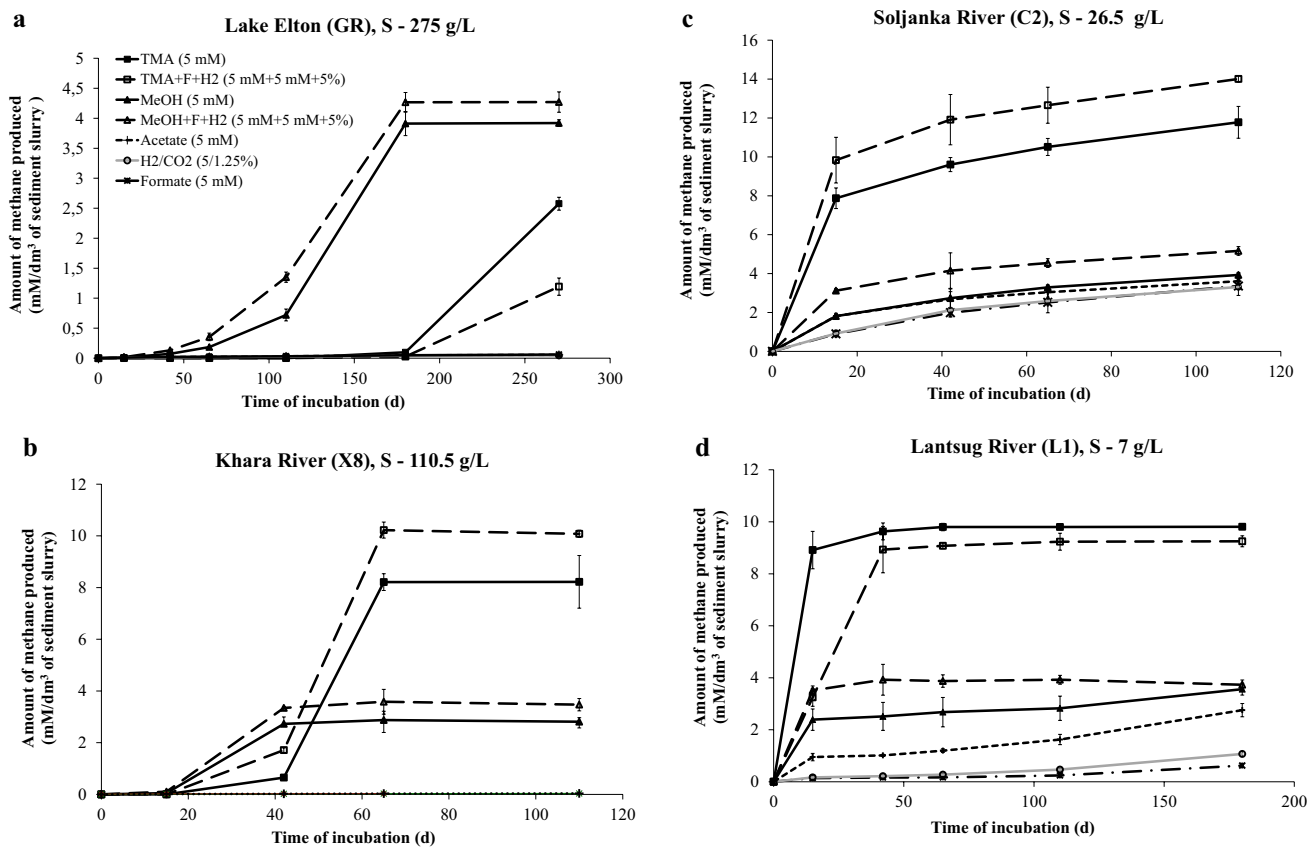 a
Lake Elton (GR), S - 275 g/L
Amount of methane produced
(mM/dm³ of sediment slurry )
5
4,5
4
3,5
3
2,5
2
1,5
1
0,5
0
TMA (5 mM)
TMA+F+H2 (5 mM+5 mM+5%)
MeOH (5 mM)
MeOH+F+H2 (5 mM+5 mM+5%)
Acetate (5 mM)
H2/CO2 (5/1.25%)
Formate (5 mM)
0 50 100 150 200 250 300
Time of incubation (d)
b
Khara River (X8), S - 110.5 g/L
Amount of methane produced
(mM/dm³ of sediment slurry)
12
10
8
6
4
2
0
0 20 40 60 80 100 120
Time of incubation (d)
c
Soljanka River (C2), S - 26.5 g/L
Amount of methane produced
(mM/dm³ of sediment slurry)
16
14
12
10
8
6
4
2
0
0 20 40 60 80 100 120
Time of incubation (d)
d
Lantsug River (L1), S - 7 g/L
Amount of methane produced
(mM/dm³ of sediment slurry)
12
10
8
6
4
2
0
0 50 100 150 200
Time of incubation (d)